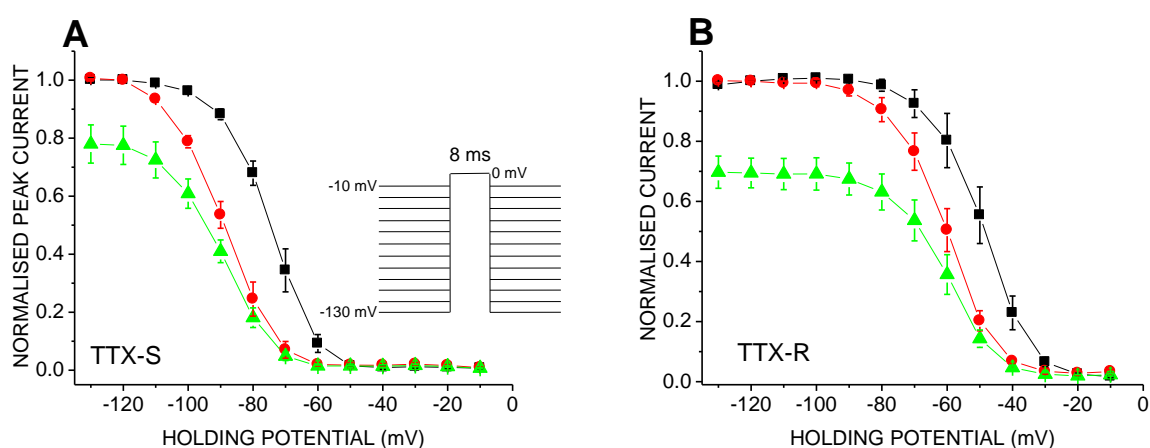 A
NORMALISED PEAK CURRENT
1.0
0.8
0.6
0.4
0.2
0.0
TTX-S
8 ms
0 mV
-10 mV
-130 mV
-120 -100 -80 -60 -40 -20 0
HOLDING POTENTIAL (mV)
B
NORMALISED CURRENT
1.0
0.8
0.6
0.4
0.2
0.0
TTX-R
-120 -100 -80 -60 -40 -20 0
HOLDING POTENTIAL (mV)